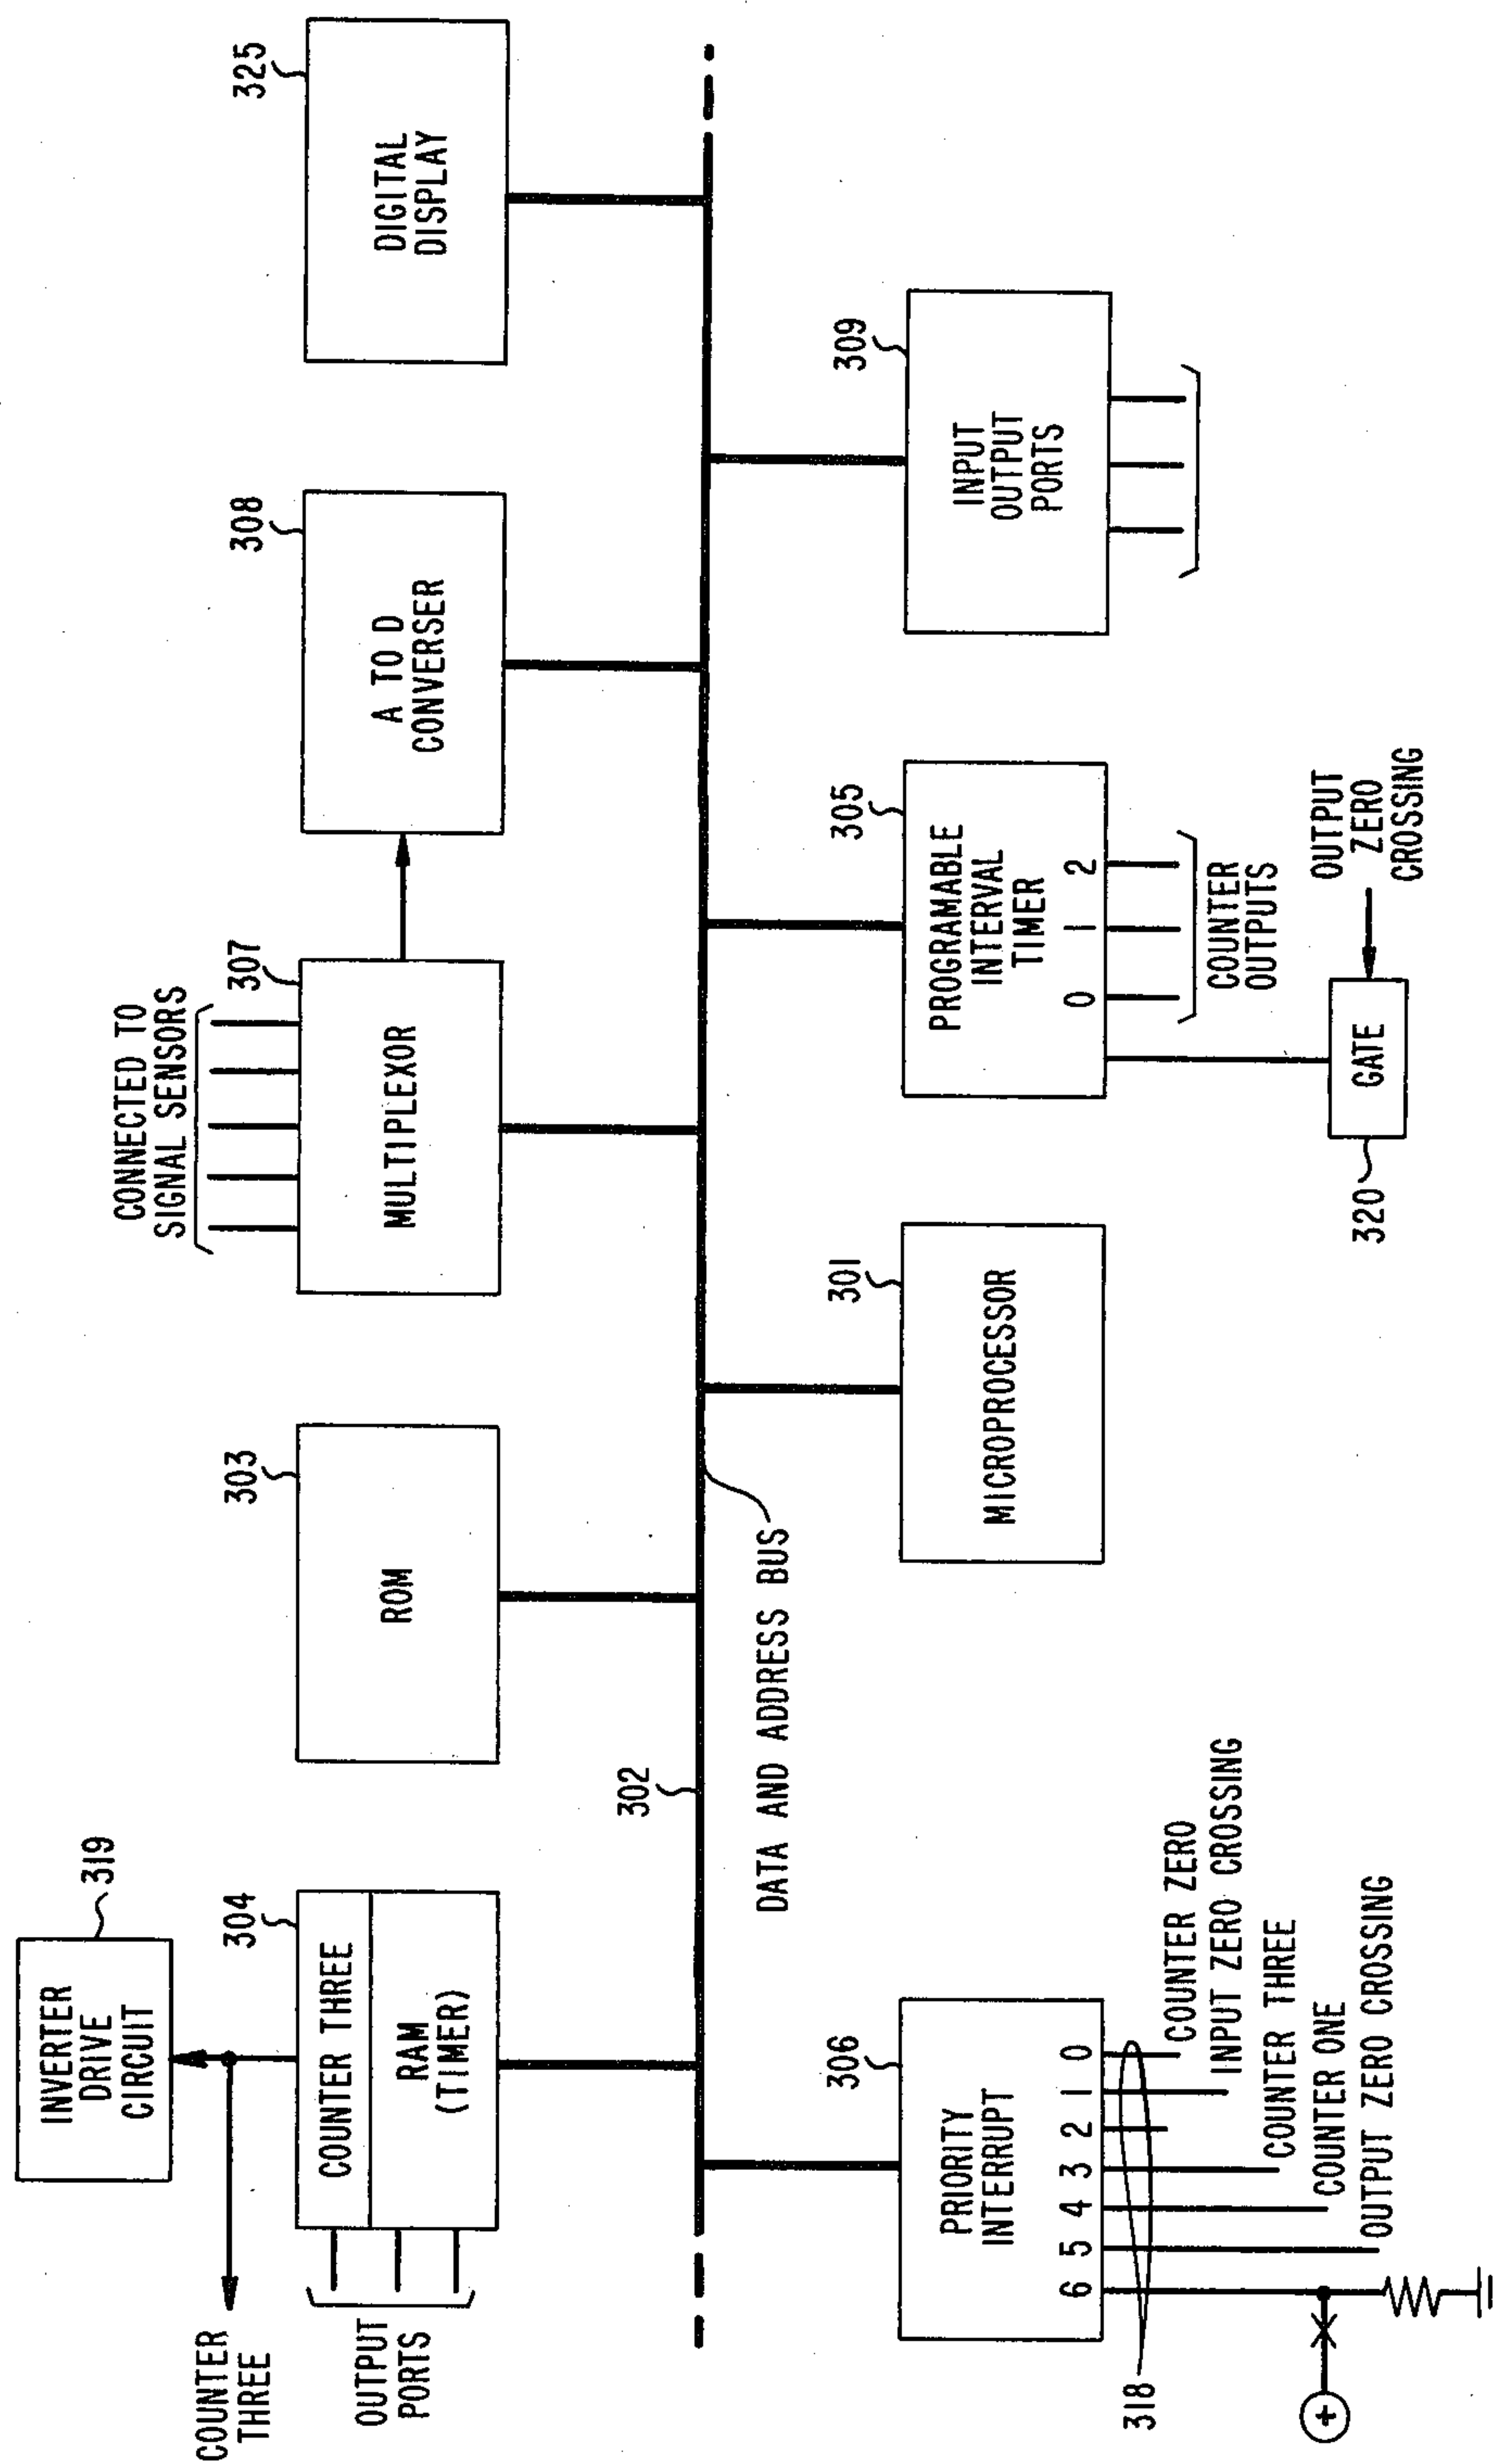 INVERTER
DRIVE
CIRCUIT
319
COUNTER
THREE
304
COUNTER THREE
RAM
(TIMER)
OUTPUT
PORTS
303
ROM
CONNECTED TO
SIGNAL SENSORS
307
MULTIPLEXOR
308
A TO D
CONVERSER
325
DIGITAL
DISPLAY
302
DATA AND ADDRESS BUS
306
PRIORITY
INTERRUPT
6 5 4 3 2 1 0
318
COUNTER ZERO
INPUT ZERO CROSSING
COUNTER THREE
COUNTER ONE
OUTPUT ZERO CROSSING
+
301
MICROPROCESSOR
305
PROGRAMABLE
INTERVAL
TIMER
0 1 2
COUNTER
OUTPUTS
320
GATE
OUTPUT
ZERO
CROSSING
309
INPUT
OUTPUT
PORTS